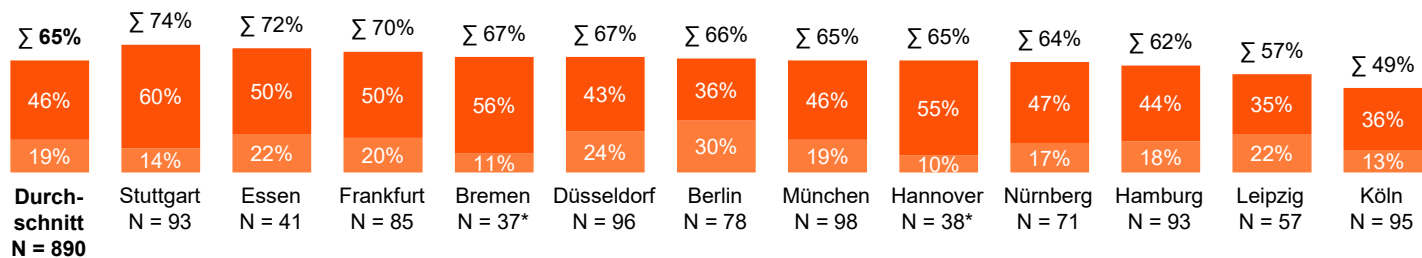 ∑ 65% ∑ 74% ∑ 72% ∑ 70% ∑ 67% ∑ 67% ∑ 66% ∑ 65% ∑ 65% ∑ 64% ∑ 62% ∑ 57% ∑ 49%
46% 60% 50% 50% 56% 43% 36% 46% 55% 47% 44% 35% 36%
19% 14% 22% 20% 11% 24% 30% 19% 10% 17% 18% 22% 13%
Durch- Stuttgart Essen Frankfurt Bremen Düsseldorf Berlin München Hannover Nürnberg Hamburg Leipzig Köln
schnitt N = 93 N = 41 N = 85 N = 37* N = 96 N = 78 N = 98 N = 38* N = 71 N = 93 N = 57 N = 95
N = 890